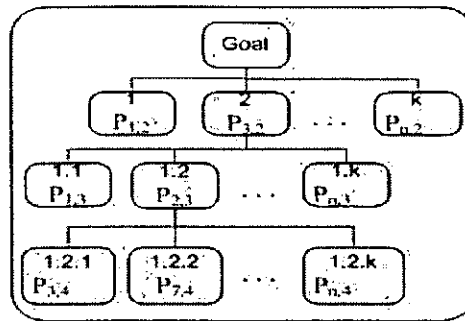 Goal
1 2 k
P1,2 P3,2 . . . Pn,2
1.1 1.2 1.k
P1,3 P2,3 . . . Pn,3
1.2.1 1.2.2 1.2.k
P3,4 P7,4 . . . Pn,4